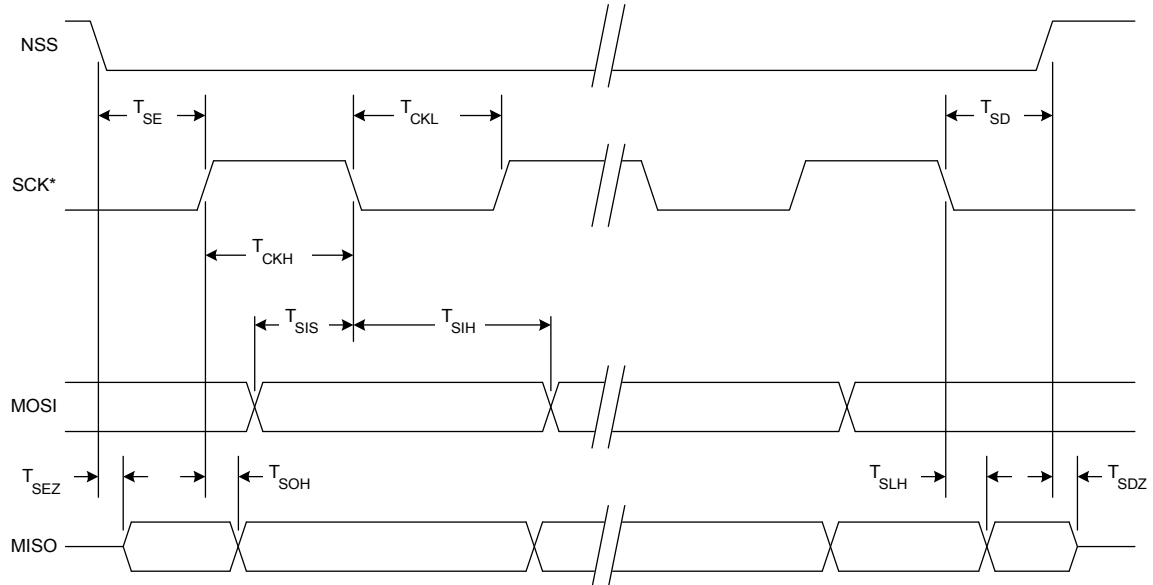 NSS
T_SE
T_CKL
T_SD
SCK*
T_CKH
T_SIS
T_SIH
MOSI
T_SEZ
T_SOH
T_SLH
T_SDZ
MISO